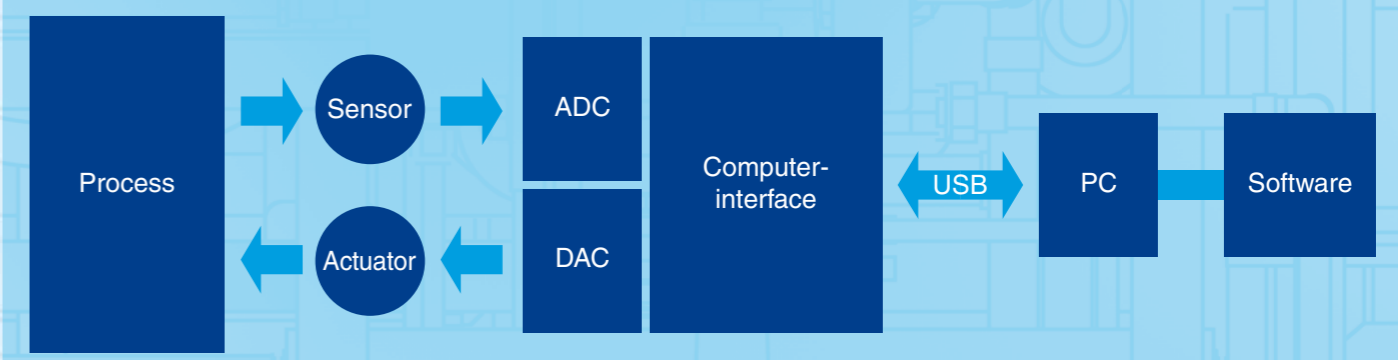 Process
Sensor
Actuator
ADC
DAC
Computer-
interface
USB
PC
Software